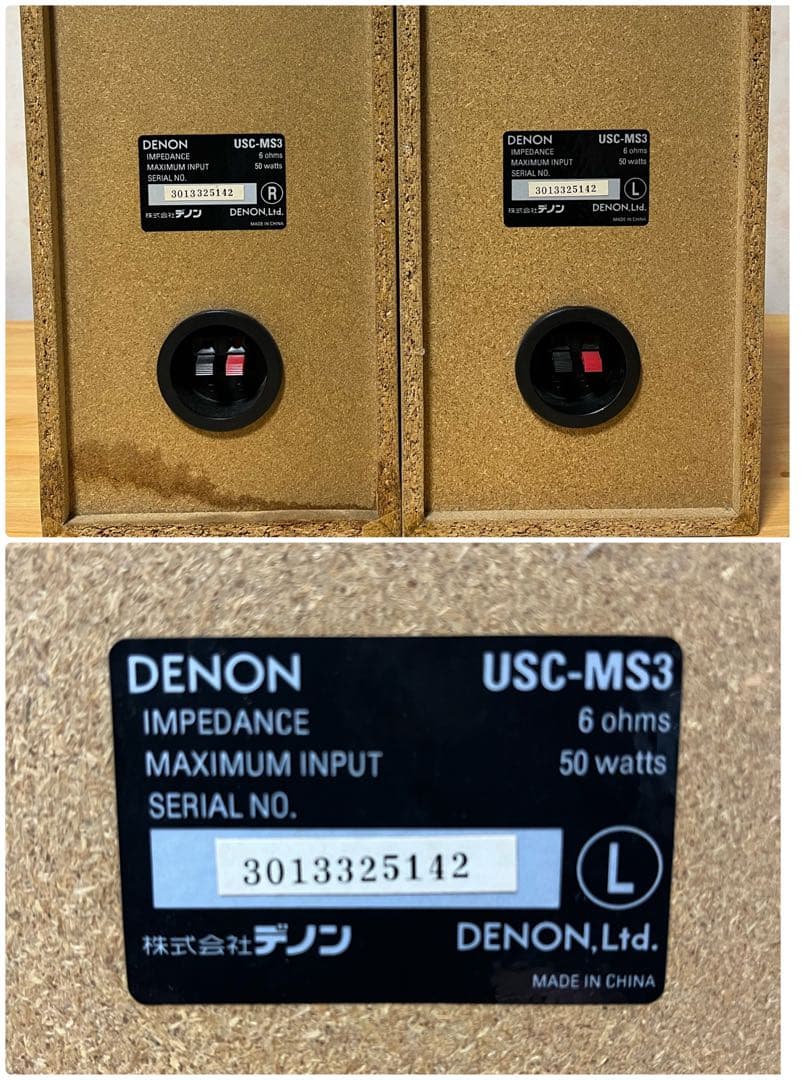 DENON USC-MS3
IMPEDANCE 6 ohms
MAXIMUM INPUT 50 watts
SERIAL NO.
3013325142 R
株式会社デノン DENON,Ltd.
MADE IN CHINA
DENON USC-MS3
IMPEDANCE 6 ohms
MAXIMUM INPUT 50 watts
SERIAL NO.
3013325142 L
株式会社デノン DENON,Ltd.
MADE IN CHINA
DENON USC-MS3
IMPEDANCE 6 ohms
MAXIMUM INPUT 50 watts
SERIAL NO.
3013325142 L
株式会社デノン DENON,Ltd.
MADE IN CHINA